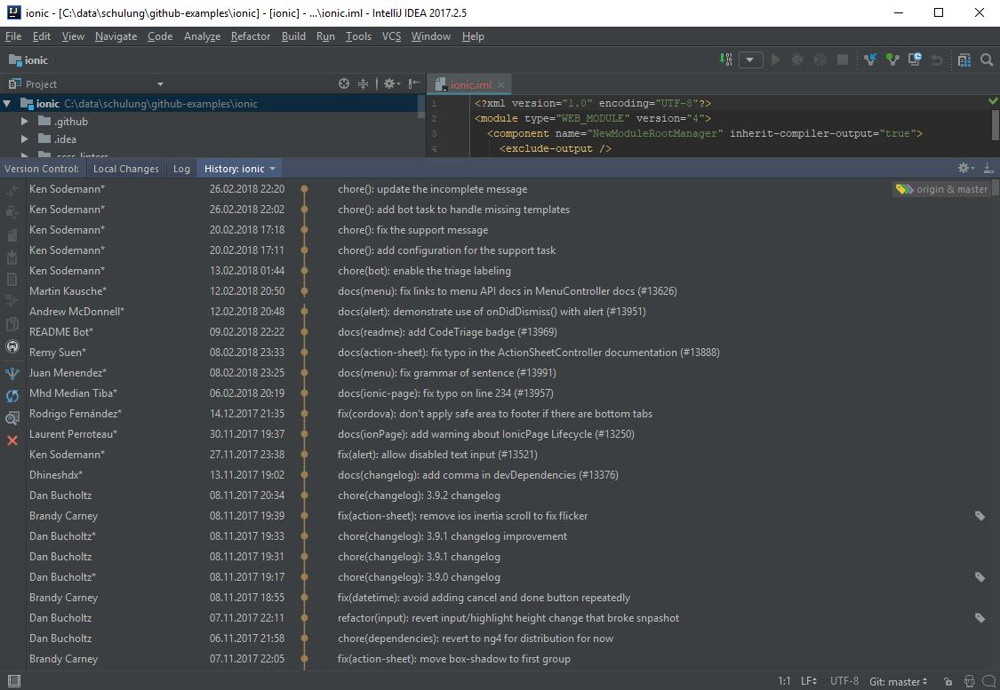 ionic - [C:\data\schulung\github-examples\ionic] - [ionic] - ...\ionic.iml - IntelliJ IDEA 2017.2.5
File Edit View Navigate Code Analyze Refactor Build Run Tools VCS Window Help
ionic
Project
ionic.iml
ionic C:\data\schulung\github-examples\ionic
.github
.idea
.scss-linters
1 <?xml version="1.0" encoding="UTF-8"?>
2 <module type="WEB_MODULE" version="4">
3 <component name="NewModuleRootManager" inherit-compiler-output="true">
4 <exclude-output />
Version Control: Local Changes Log History: ionic
Ken Sodemann* 26.02.2018 22:20 chore(): update the incomplete message origin & master
Ken Sodemann* 26.02.2018 22:02 chore(): add bot task to handle missing templates
Ken Sodemann* 20.02.2018 17:18 chore(): fix the support message
Ken Sodemann* 20.02.2018 17:11 chore(): add configuration for the support task
Ken Sodemann* 13.02.2018 01:44 chore(bot): enable the triage labeling
Martin Kausche* 12.02.2018 20:50 docs(menu): fix links to menu API docs in MenuController docs (#13626)
Andrew McDonnell* 12.02.2018 20:48 docs(alert): demonstrate use of onDidDismiss() with alert (#13951)
README Bot* 09.02.2018 22:22 docs(readme): add CodeTriage badge (#13969)
Remy Suen* 08.02.2018 23:33 docs(action-sheet): fix typo in the ActionSheetController documentation (#13888)
Juan Menendez* 08.02.2018 23:25 docs(menu): fix grammar of sentence (#13991)
Mhd Median Tiba* 06.02.2018 20:19 docs(ionic-page): fix typo on line 234 (#13957)
Rodrigo Fernández* 14.12.2017 21:35 fix(cordova): don't apply safe area to footer if there are bottom tabs
Laurent Perroteau* 30.11.2017 19:37 docs(ionPage): add warning about IonicPage Lifecycle (#13250)
Ken Sodemann* 27.11.2017 23:38 fix(alert): allow disabled text input (#13521)
Dhineshdx* 13.11.2017 19:02 docs(changelog): add comma in devDependencies (#13376)
Dan Bucholtz 08.11.2017 20:34 chore(changelog): 3.9.2 changelog
Brandy Carney 08.11.2017 19:39 fix(action-sheet): remove ios inertia scroll to fix flicker
Dan Bucholtz* 08.11.2017 19:33 chore(changelog): 3.9.1 changelog improvement
Dan Bucholtz 08.11.2017 19:31 chore(changelog): 3.9.1 changelog
Dan Bucholtz* 08.11.2017 19:17 chore(changelog): 3.9.0 changelog
Brandy Carney 08.11.2017 18:55 fix(datetime): avoid adding cancel and done button repeatedly
Dan Bucholtz 07.11.2017 22:11 refactor(input): revert input/highlight height change that broke snpashot
Dan Bucholtz 06.11.2017 21:58 chore(dependencies): revert to ng4 for distribution for now
Brandy Carney 07.11.2017 22:05 fix(action-sheet): move box-shadow to first group
1:1 LF UTF-8 Git: master